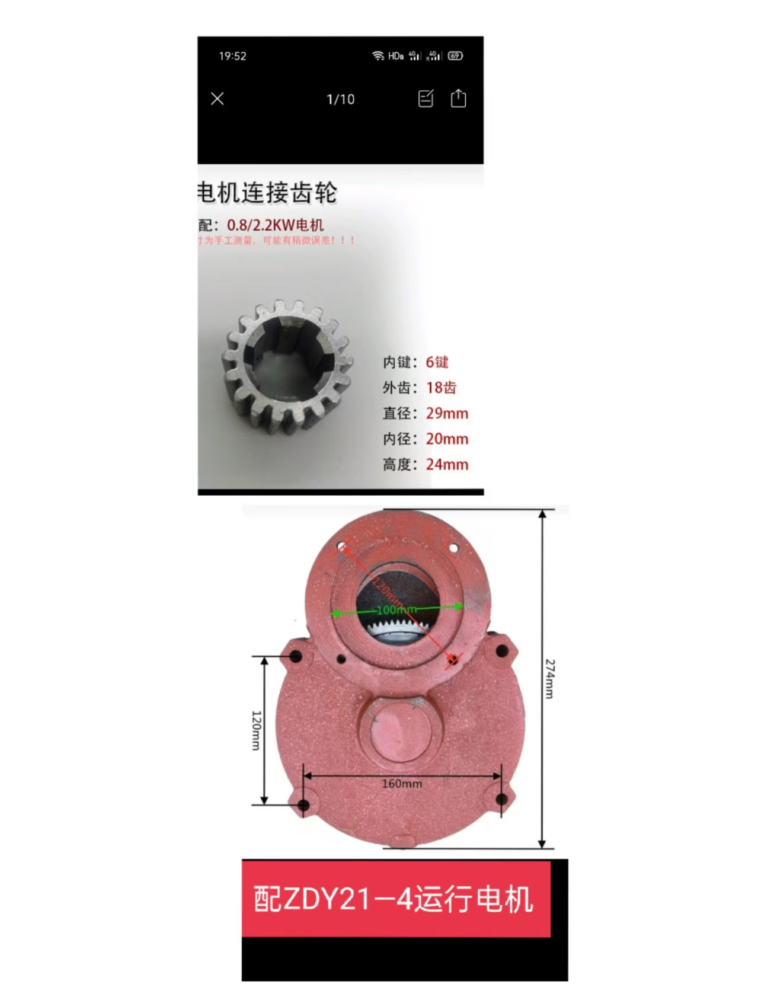 19:52
HD 4G 4G 69
1/10
电机连接齿轮
配：0.8/2.2KW电机
寸为手工测量，可能有稍微误差！！！
内键：6键
外齿：18齿
直径：29mm
内径：20mm
高度：24mm
120mm
100mm
274mm
120mm
160mm
配ZDY21-4运行电机